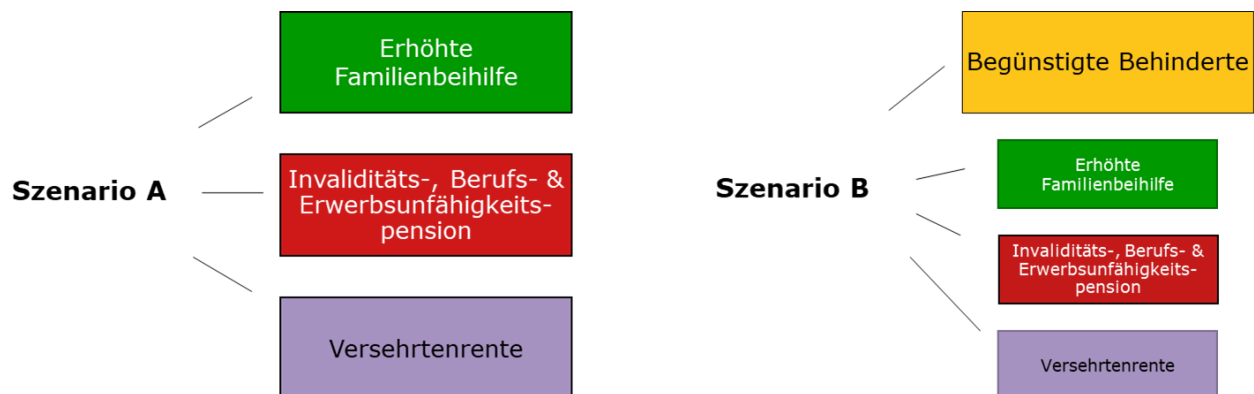 Szenario A
Erhöhte
Familienbeihilfe
Invaliditäts-, Berufs- &
Erwerbsunfähigkeits-
pension
Versehrtenrente
Szenario B
Begünstigte Behinderte
Erhöhte
Familienbeihilfe
Invaliditäts-, Berufs- &
Erwerbsunfähigkeits-
pension
Versehrtenrente